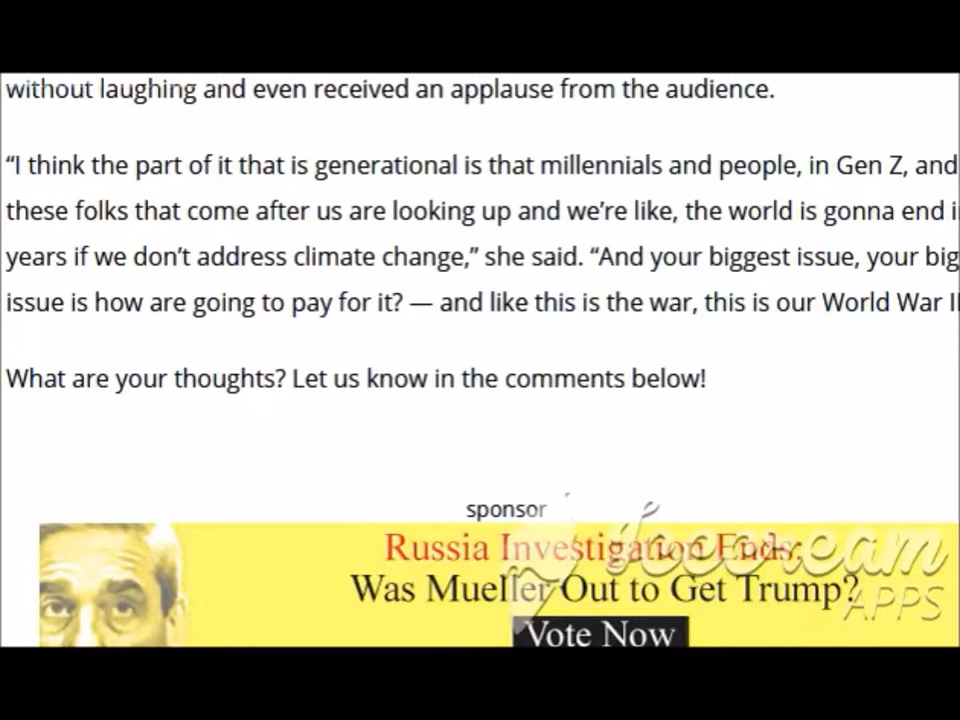 without laughing and even received an applause from the audience.
“I think the part of it that is generational is that millennials and people, in Gen Z, and
these folks that come after us are looking up and we’re like, the world is gonna end
years if we don’t address climate change,” she said. “And your biggest issue, your
issue is how are going to pay for it? — and like this is the war, this is our World War
What are your thoughts? Let us know in the comments below!
sponsor
Russia Investigation Ends:
Was Mueller Out to Get Trump?
Vote Now
Icecream
APPS